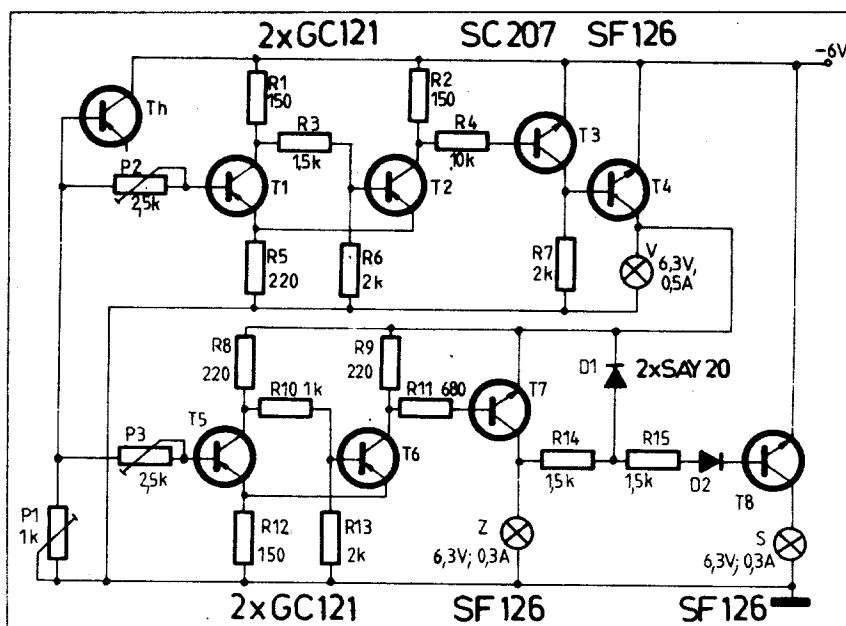 2xGC121 SC207 SF126
-6V
R1
150
R2
150
Th
R3
1,5k
R4
10k
T3
P2
2,5k
T1
T2
T4
R5
220
R6
2k
R7
2k
V
6,3V,
0,5A
R8
220
R9
220
D1
2xSAY20
R10 1k
R11 680
T7
T5
P3
2,5k
T6
R14
1,5k
R15
1,5k
D2
T8
P1
1k
R12
150
R13
2k
Z
6,3V; 0,3A
S
6,3V; 0,3A
2xGC121 SF126 SF126